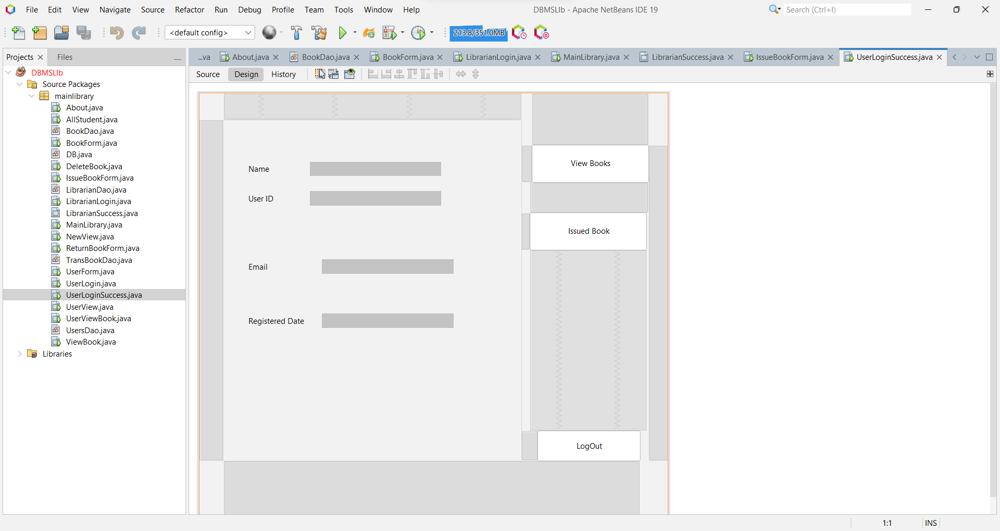 File Edit View Navigate Source Refactor Run Debug Profile Team Tools Window Help
DBMSLIb - Apache NetBeans IDE 19
Search (Ctrl+I)
<default config>
213.8/351.0MB
Projects
Files
...va
About.java
BookDao.java
BookForm.java
LibrarianLogin.java
MainLibrary.java
LibrarianSuccess.java
IssueBookForm.java
UserLoginSuccess.java
Source
Design
History
DBMSLIb
Source Packages
mainlibrary
About.java
AllStudent.java
BookDao.java
BookForm.java
DB.java
DeleteBook.java
IssueBookForm.java
LibrarianDao.java
LibrarianLogin.java
LibrarianSuccess.java
MainLibrary.java
NewView.java
ReturnBookForm.java
TransBookDao.java
UserForm.java
UserLogin.java
UserLoginSuccess.java
UserView.java
UserViewBook.java
UsersDao.java
ViewBook.java
Libraries
Name
User ID
Email
Registered Date
View Books
Issued Book
LogOut
1:1
INS